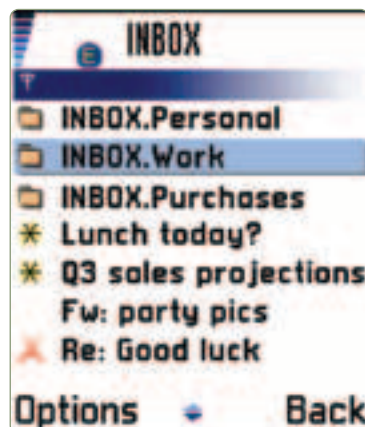 E INBOX
INBOX.Personal
INBOX.Work
INBOX.Purchases
Lunch today?
Q3 sales projections
Fw: party pics
Re: Good luck
Options Back